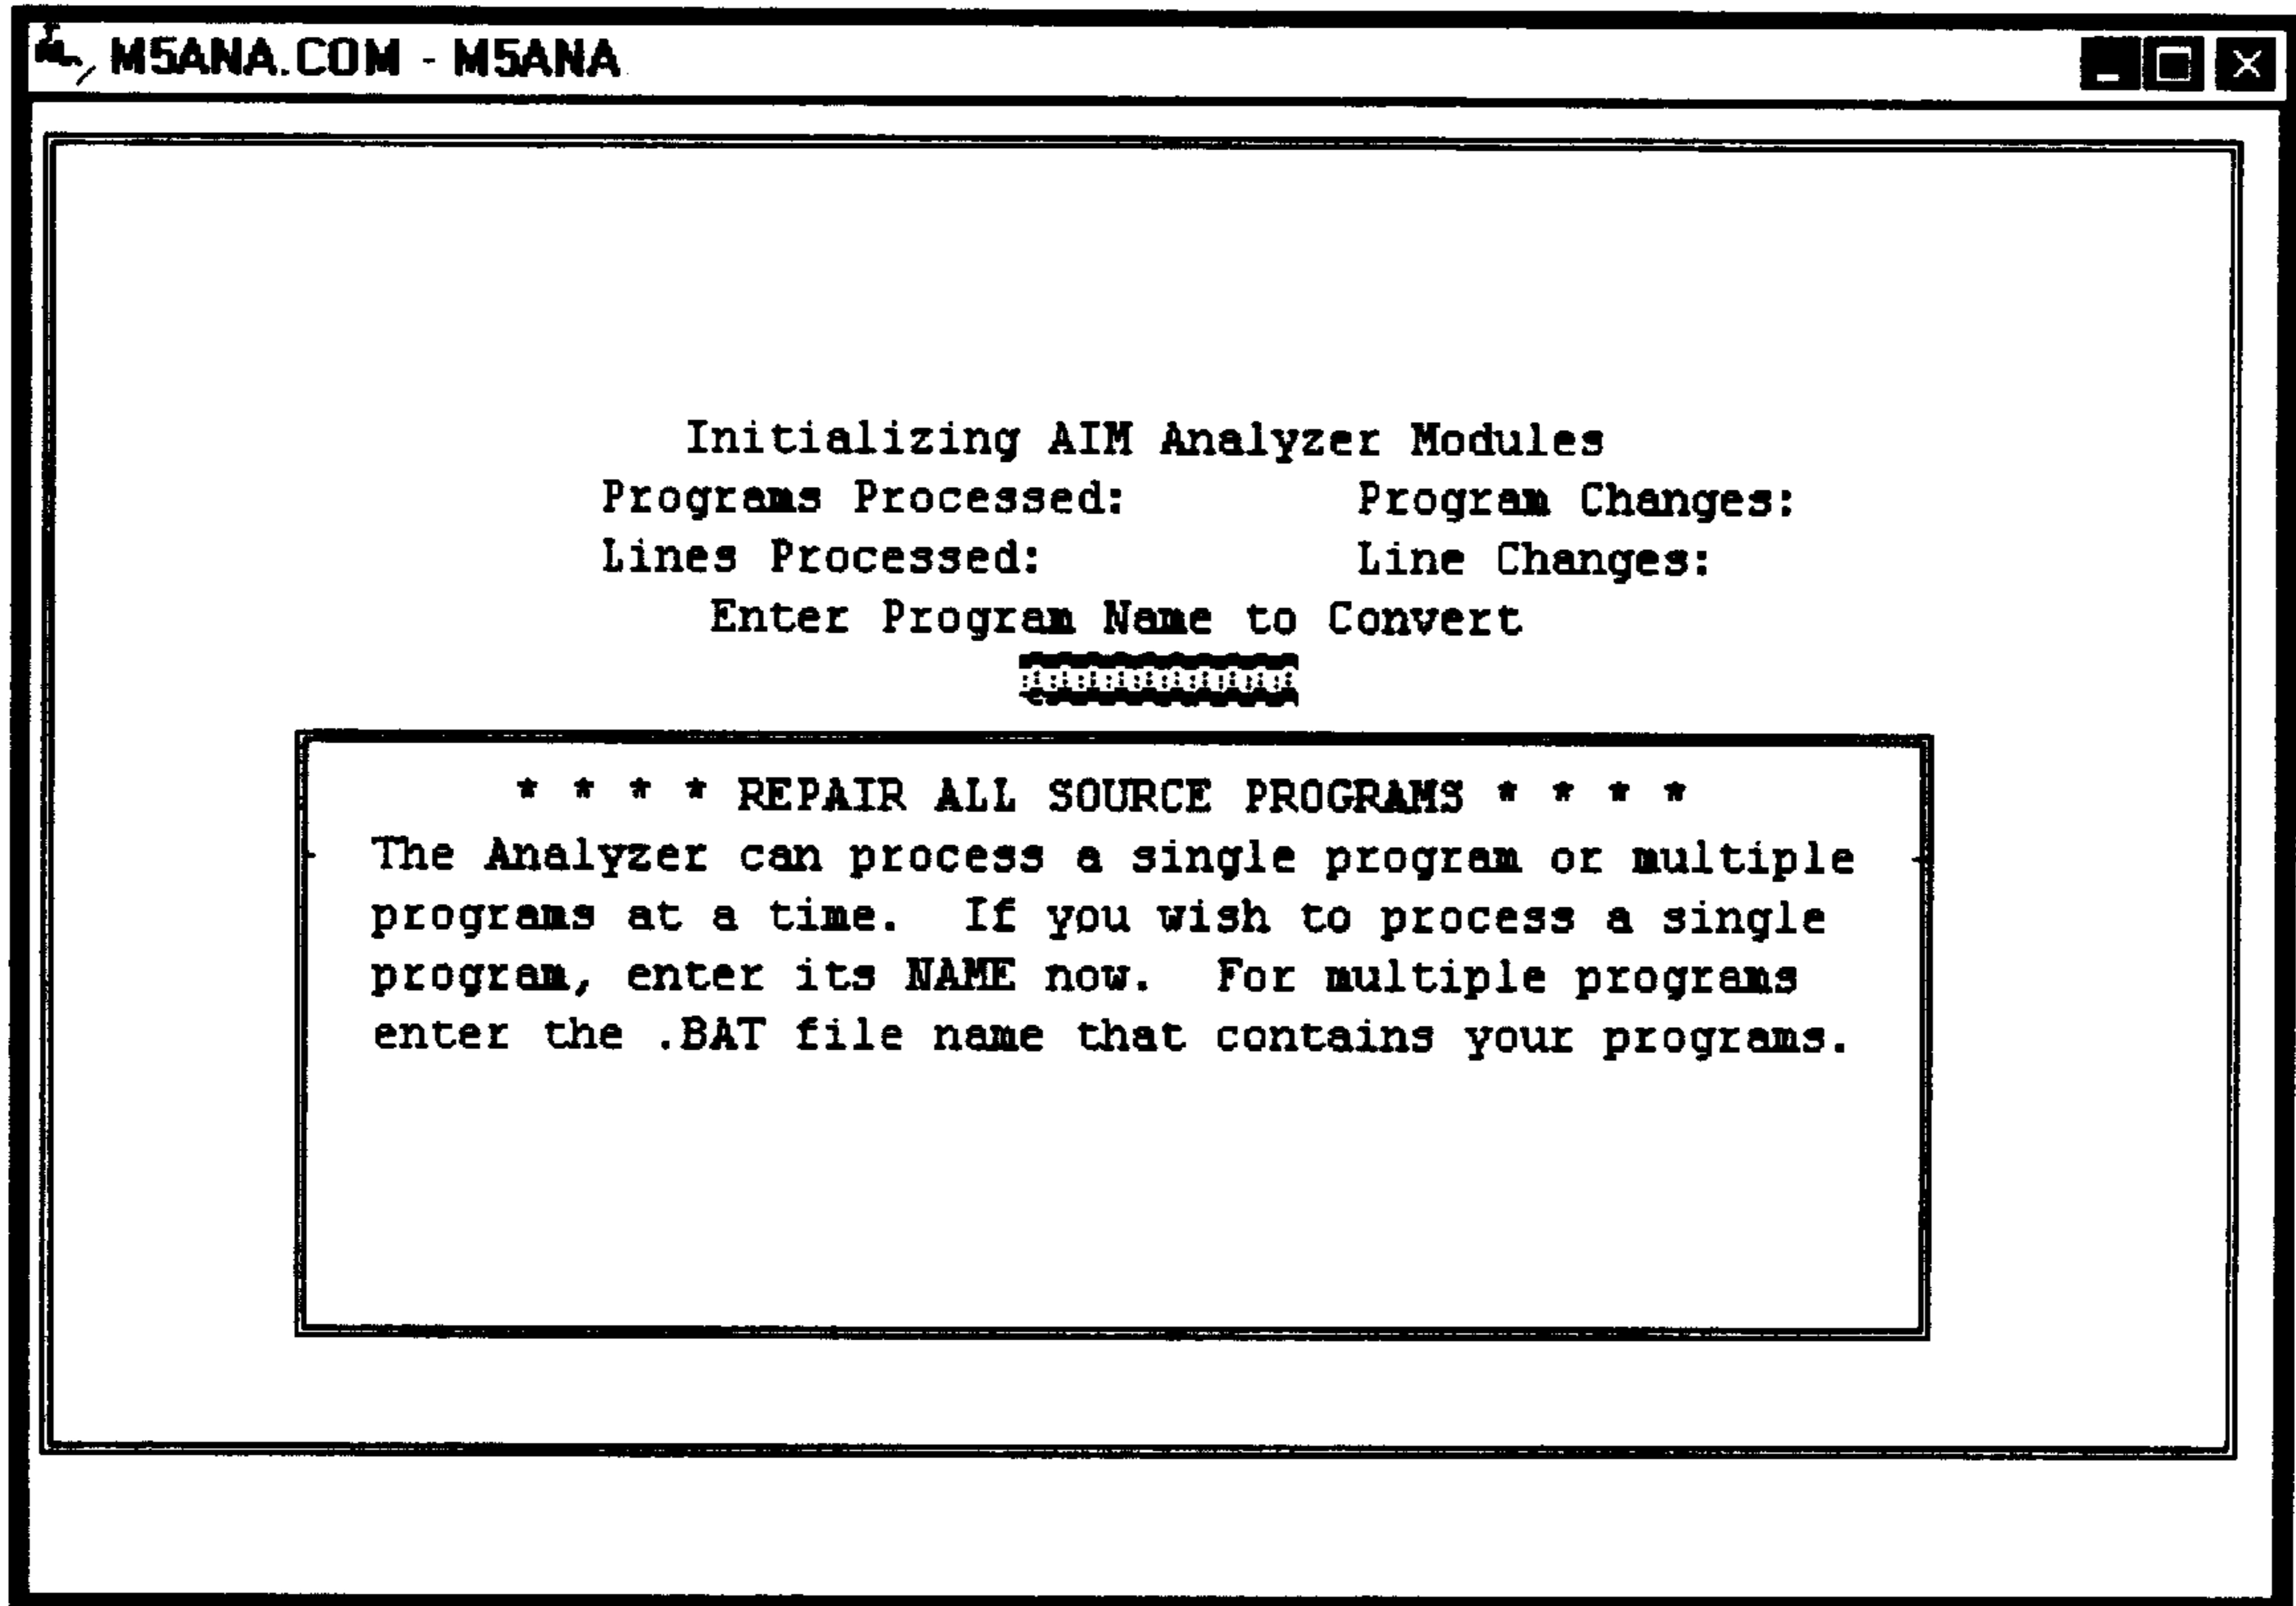 M5ANA.COM - M5ANA
Initializing AIM Analyzer Modules
Programs Processed: Program Changes:
Lines Processed: Line Changes:
Enter Program Name to Convert
* * * * REPAIR ALL SOURCE PROGRAMS * * * *
The Analyzer can process a single program or multiple
programs at a time. If you wish to process a single
program, enter its NAME now. For multiple programs
enter the .BAT file name that contains your programs.